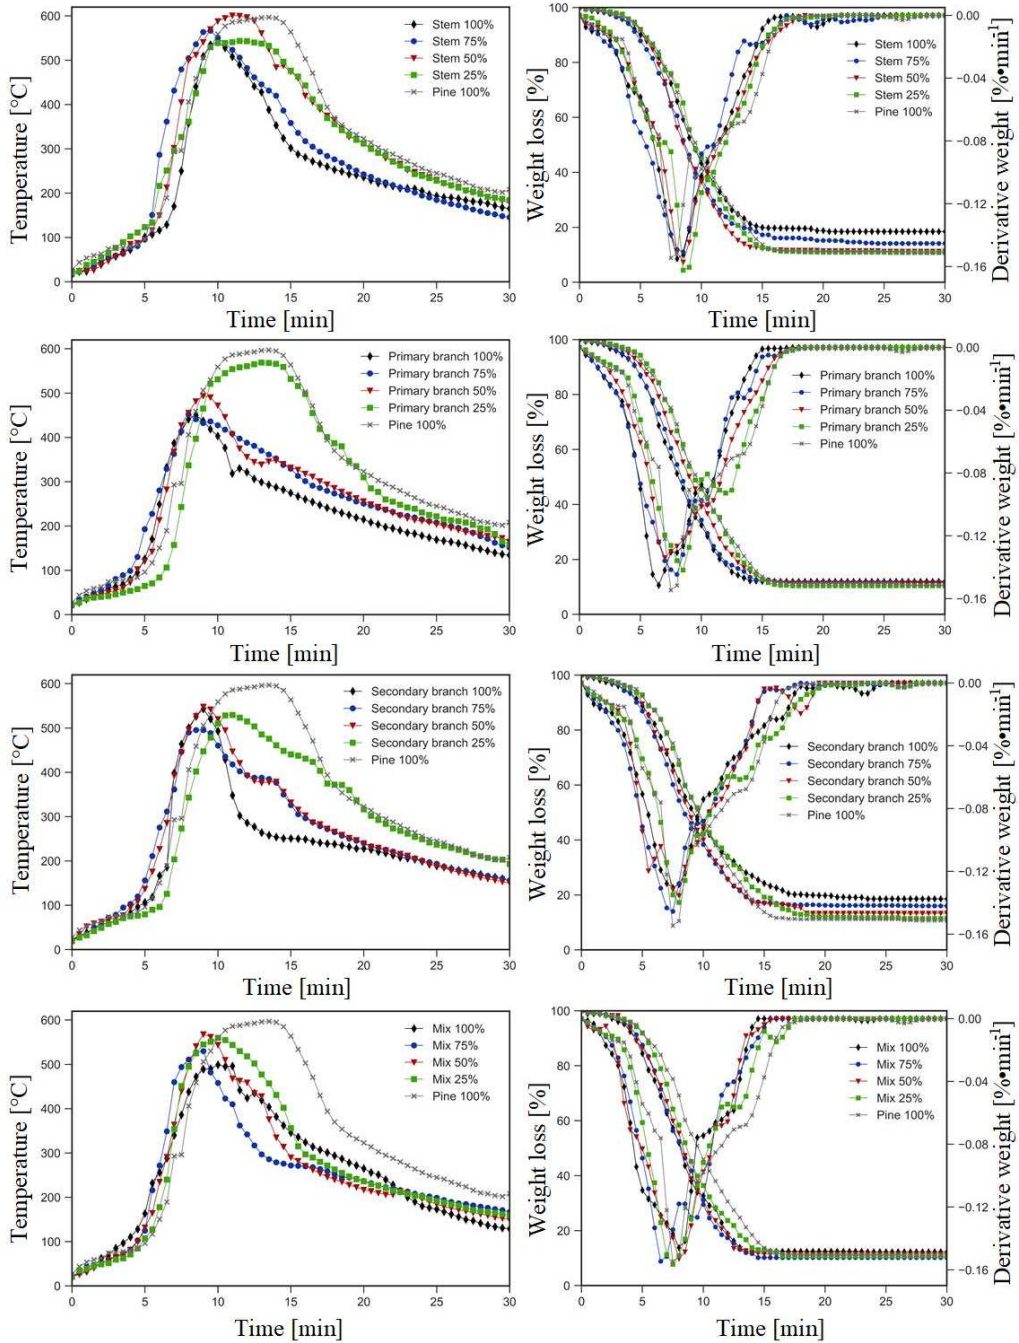 600
500
400
300
200
100
0
0 5 10 15 20 25 30
Temperature [°C]
Time [min]
Stem 100%
Stem 75%
Stem 50%
Stem 25%
Pine 100%
100
80
60
40
20
0
0 5 10 15 20 25 30
Weight loss [%]
Time [min]
Stem 100%
Stem 75%
Stem 50%
Stem 25%
Pine 100%
0.00
−0.04
−0.08
−0.12
−0.16
Derivative weight [%•min¹]
600
500
400
300
200
100
0
0 5 10 15 20 25 30
Temperature [°C]
Time [min]
Primary branch 100%
Primary branch 75%
Primary branch 50%
Primary branch 25%
Pine 100%
100
80
60
40
20
0
0 5 10 15 20 25 30
Weight loss [%]
Time [min]
Primary branch 100%
Primary branch 75%
Primary branch 50%
Primary branch 25%
Pine 100%
0.00
−0.04
−0.08
−0.12
−0.16
Derivative weight [%•min¹]
600
500
400
300
200
100
0
0 5 10 15 20 25 30
Temperature [°C]
Time [min]
Secondary branch 100%
Secondary branch 75%
Secondary branch 50%
Secondary branch 25%
Pine 100%
100
80
60
40
20
0
0 5 10 15 20 25 30
Weight loss [%]
Time [min]
Secondary branch 100%
Secondary branch 75%
Secondary branch 50%
Secondary branch 25%
Pine 100%
0.00
−0.04
−0.08
−0.12
−0.16
Derivative weight [%•min¹]
600
500
400
300
200
100
0
0 5 10 15 20 25 30
Temperature [°C]
Time [min]
Mix 100%
Mix 75%
Mix 50%
Mix 25%
Pine 100%
100
80
60
40
20
0
0 5 10 15 20 25 30
Weight loss [%]
Time [min]
Mix 100%
Mix 75%
Mix 50%
Mix 25%
Pine 100%
0.00
−0.04
−0.08
−0.12
−0.16
Derivative weight [%•min¹]